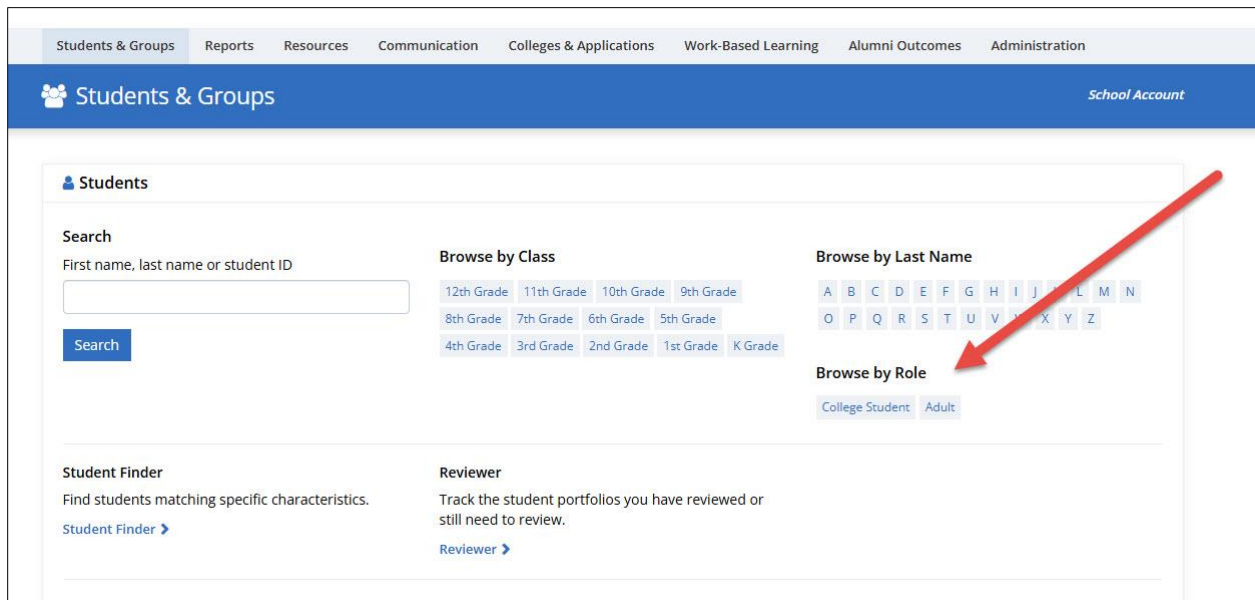 Students & Groups Reports Resources Communication Colleges & Applications Work-Based Learning Alumni Outcomes Administration
Students & Groups
School Account
Students
Search
First name, last name or student ID
Search
Browse by Class
12th Grade 11th Grade 10th Grade 9th Grade
8th Grade 7th Grade 6th Grade 5th Grade
4th Grade 3rd Grade 2nd Grade 1st Grade K Grade
Browse by Last Name
A B C D E F G H I J L M N
O P Q R S T U V X Y Z
Browse by Role
College Student Adult
Student Finder
Find students matching specific characteristics.
Student Finder
Reviewer
Track the student portfolios you have reviewed or
still need to review.
Reviewer